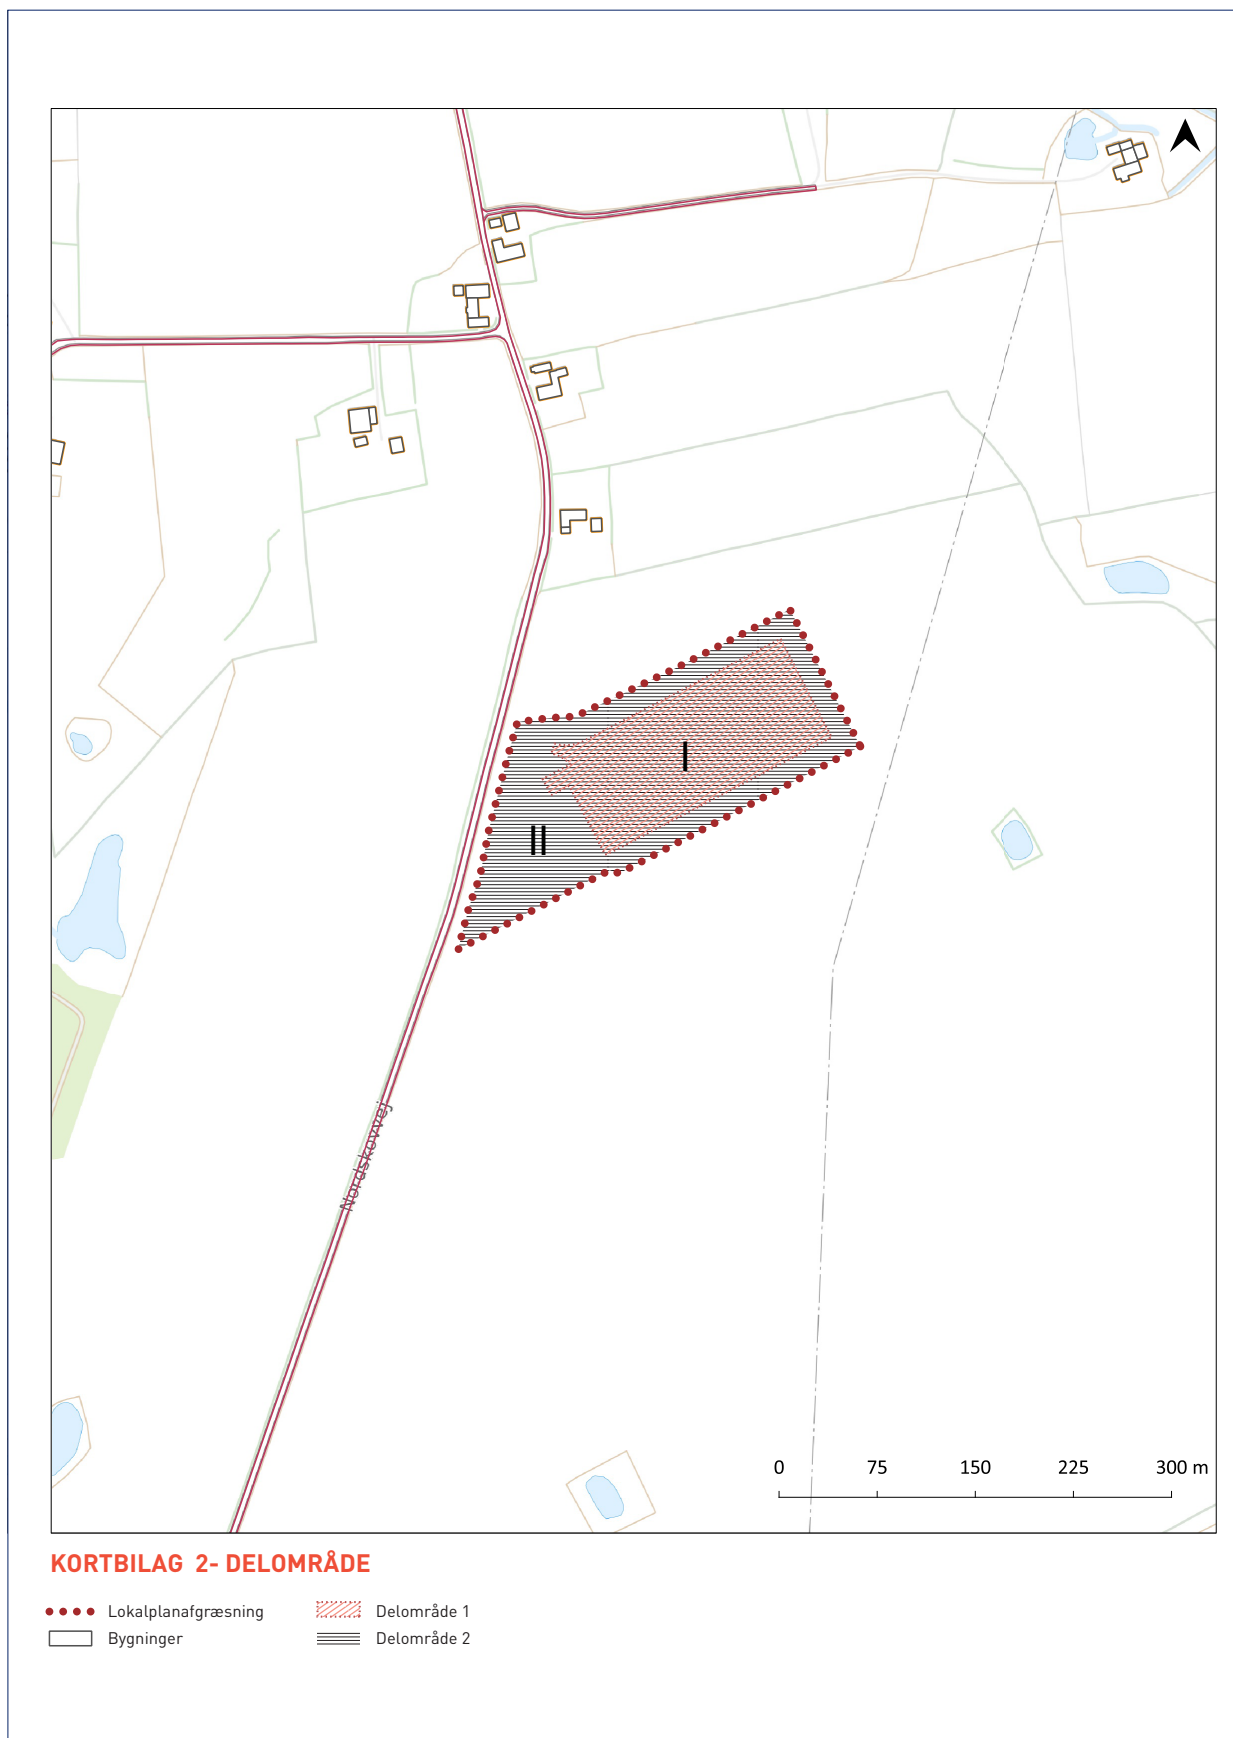 I
II
Nordskovvej
0 75 150 225 300 m
KORTBILAG 2- DELOMRÅDE
Lokalplanafgræsning
Delområde 1
Bygninger
Delområde 2